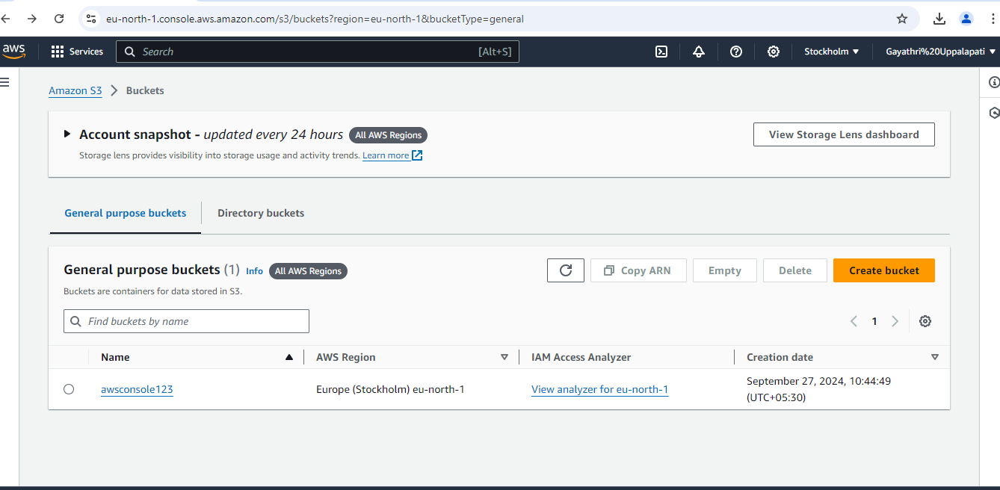 eu-north-1.console.aws.amazon.com/s3/buckets?region=eu-north-1&bucketType=general
aws Services Search [Alt+S] Stockholm Gayathri%20Uppalapati
Amazon S3 Buckets
Account snapshot - updated every 24 hours All AWS Regions View Storage Lens dashboard
Storage lens provides visibility into storage usage and activity trends. Learn more
General purpose buckets Directory buckets
General purpose buckets (1) Info All AWS Regions Copy ARN Empty Delete Create bucket
Buckets are containers for data stored in S3.
Find buckets by name 1
Name AWS Region IAM Access Analyzer Creation date
awsconsole123 Europe (Stockholm) eu-north-1 View analyzer for eu-north-1 September 27, 2024, 10:44:49
(UTC+05:30)